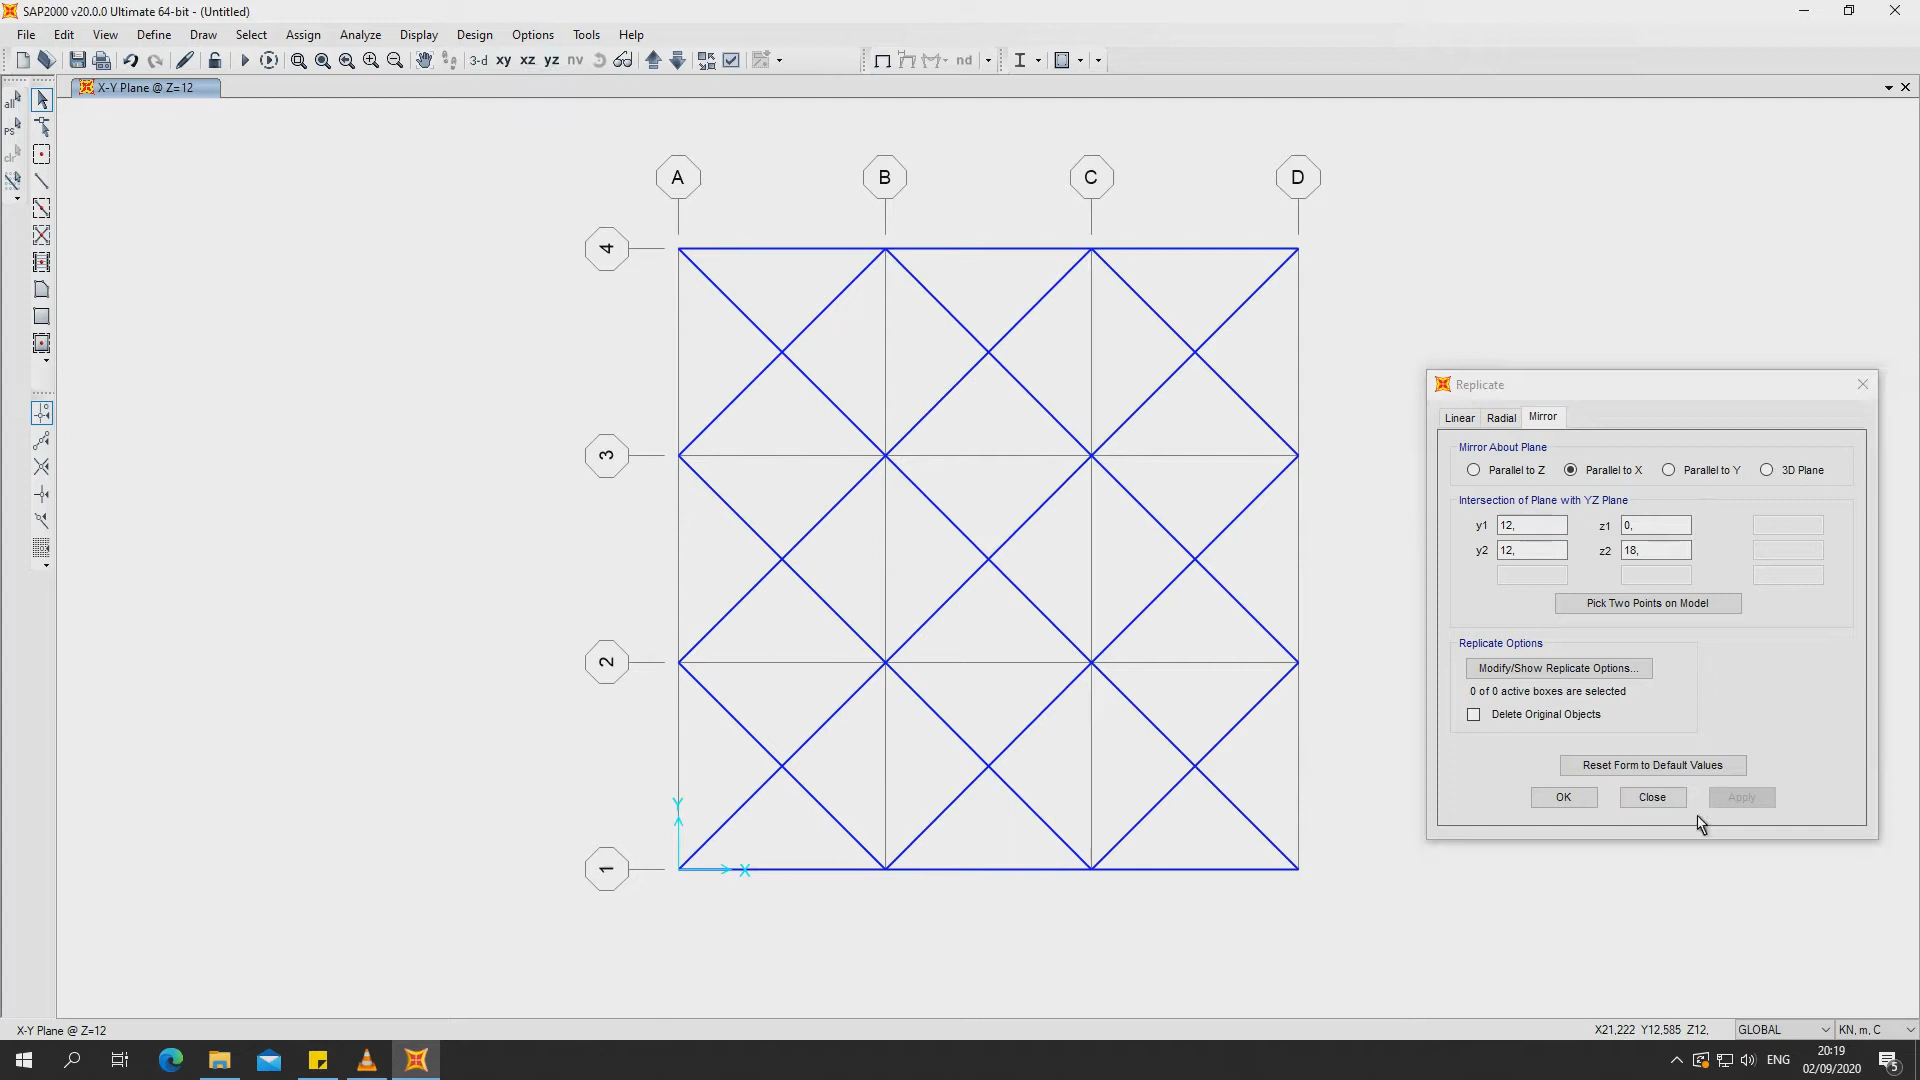 SAP2000 v20.0.0 Ultimate 64-bit - (Untitled)
File Edit View Define Draw Select Assign Analyze Display Design Options Tools Help
3-d xy xz yz nv nd
X-Y Plane @ Z=12
all
PS
clr
A B C D
4
3
2
1
Y
X
Replicate
Linear Radial Mirror
Mirror About Plane
Parallel to Z Parallel to X Parallel to Y 3D Plane
Intersection of Plane with YZ Plane
y1 12, z1 0,
y2 12, z2 18,
Pick Two Points on Model
Replicate Options
Modify/Show Replicate Options...
0 of 0 active boxes are selected
Delete Original Objects
Reset Form to Default Values
OK Close Apply
X-Y Plane @ Z=12
X21,222 Y12,585 Z12, GLOBAL KN, m, C
ENG
20:19
02/09/2020
5